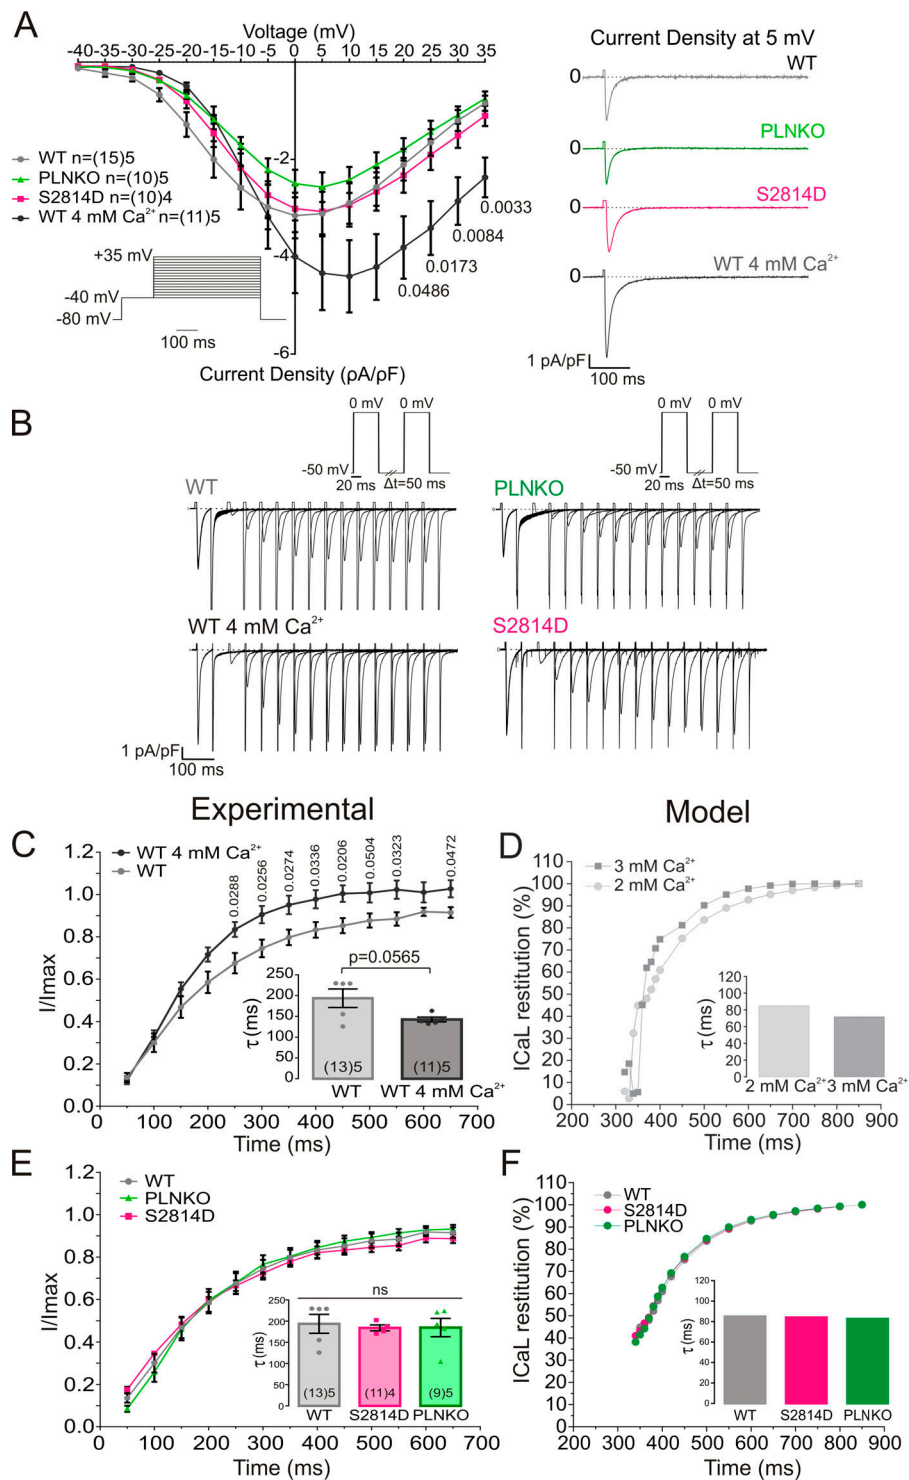 A
Voltage (mV)
-40 -35 -30 -25 -20 -15 -10 -5 0 5 10 15 20 25 30 35
-2
-4
-6
WT n=(15)5
PLNKO n=(10)5
S2814D n=(10)4
WT 4 mM Ca²⁺ n=(11)5
0.0033
0.0084
0.0173
0.0486
+35 mV
-40 mV
-80 mV
100 ms
Current Density (ρA/ρF)
Current Density at 5 mV
WT
0
PLNKO
0
S2814D
0
WT 4 mM Ca²⁺
0
1 pA/pF
100 ms
B
0 mV 0 mV
-50 mV
20 ms Δt=50 ms
WT
0 mV 0 mV
-50 mV
20 ms Δt=50 ms
PLNKO
WT 4 mM Ca²⁺
S2814D
1 pA/pF
100 ms
Experimental
Model
C
WT 4 mM Ca²⁺
WT
0.0288
0.0256
0.0274
0.0336
0.0206
0.0504
0.0323
0.0472
I/Imax
1.2
1.0
0.8
0.6
0.4
0.2
0.0
0 100 200 300 400 500 600 700
Time (ms)
p=0.0565
τ (ms)
250
200
150
100
50
0
(13)5 (11)5
WT WT 4 mM Ca²⁺
D
3 mM Ca²⁺
2 mM Ca²⁺
ICaL restitution (%)
110
100
90
80
70
60
50
40
30
20
10
0
200 300 400 500 600 700 800 900
Time (ms)
τ (ms)
120
100
80
60
40
20
0
2 mM Ca²⁺ 3 mM Ca²⁺
E
WT
PLNKO
S2814D
I/Imax
1.2
1.0
0.8
0.6
0.4
0.2
0.0
0 100 200 300 400 500 600 700
Time (ms)
ns
τ (ms)
250
200
150
100
50
0
(13)5 (11)4 (9)5
WT S2814D PLNKO
F
WT
S2814D
PLNKO
ICaL restitution (%)
110
100
90
80
70
60
50
40
30
20
10
0
200 300 400 500 600 700 800 900
Time (ms)
τ (ms)
120
100
80
60
40
20
0
WT S2814D PLNKO